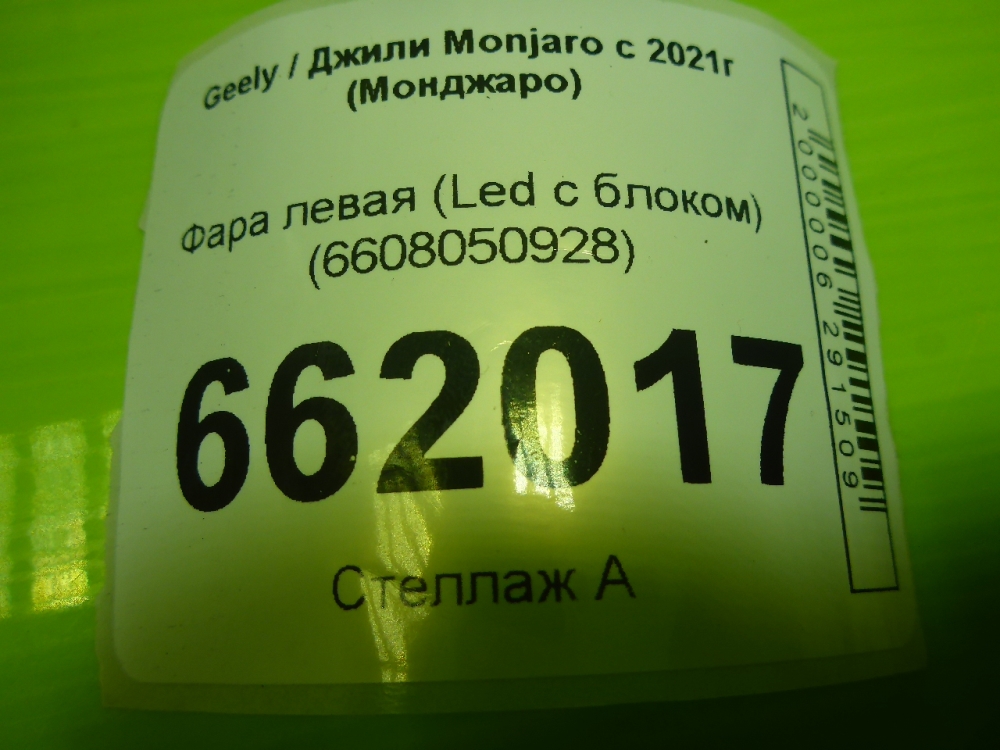 Geely / Джили Monjaro с 2021г
(Монджаро)
Фара левая (Led с блоком)
(6608050928)
662017
Стеллаж А
2000006291509